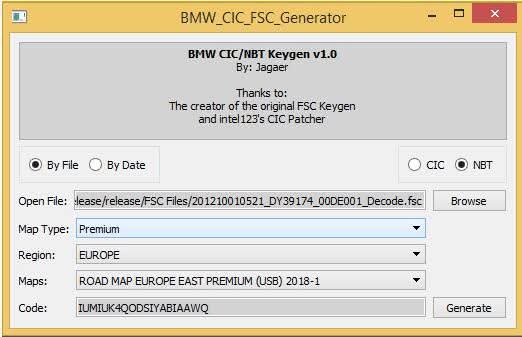 BMW_CIC_FSC_Generator
BMW CIC/NBT Keygen v1.0
By: Jagaer
Thanks to:
The creator of the original FSC Keygen
and intel123's CIC Patcher
By File By Date CIC NBT
Open File: elease/release/FSC Files/201210010521_DY39174_00DE001_Decode.fsc Browse
Map Type: Premium
Region: EUROPE
Maps: ROAD MAP EUROPE EAST PREMIUM (USB) 2018-1
Code: IUMIUK4QODSIYABIAAWQ Generate